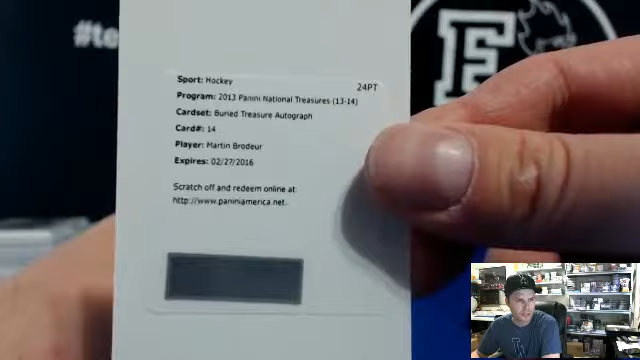 #te
F
Sport: Hockey
24PT
Program: 2013 Panini National Treasures (13-14)
Cardset: Buried Treasure Autograph
Card#: 14
Player: Martin Brodeur
Expires: 02/27/2016
Scratch off and redeem online at
http://www.paniniamerica.net.